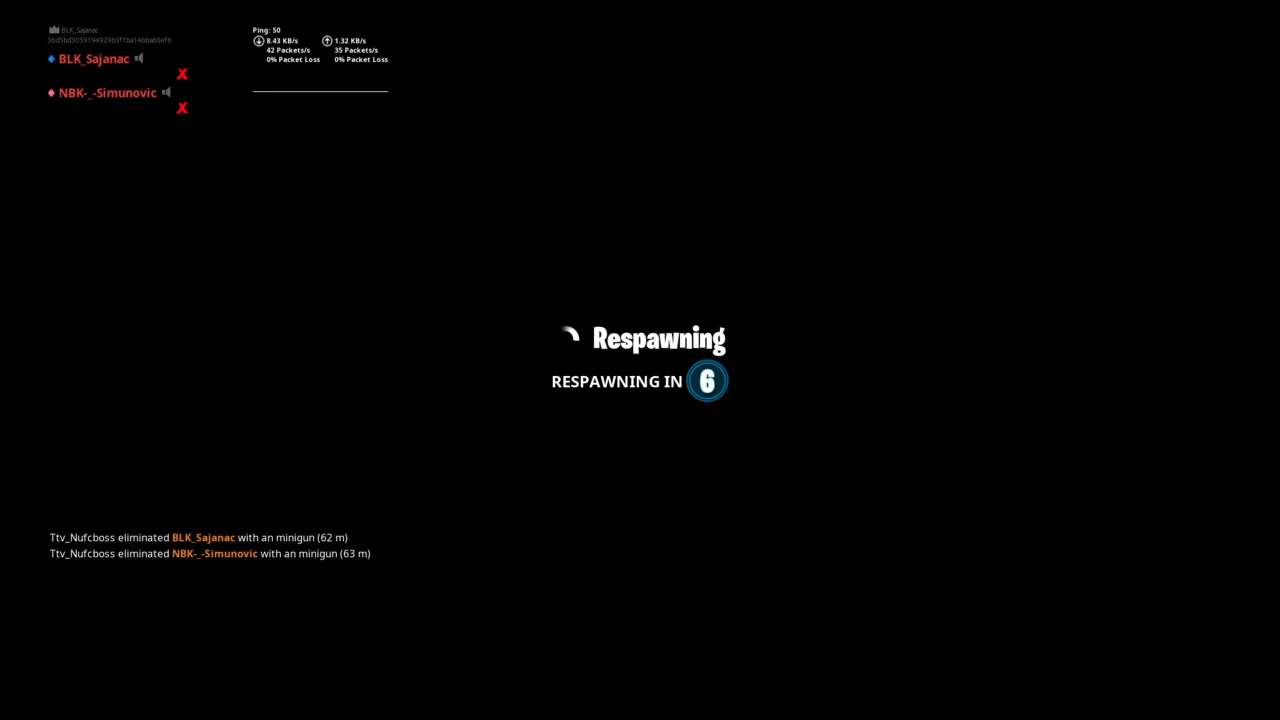 BLK_Sajanac
36d5bd3059194929b3f1ba14bba60ef6
BLK_Sajanac
X
NBK-_-Simunovic
X
Ping: 50
8.43 KB/s 1.32 KB/s
42 Packets/s 35 Packets/s
0% Packet Loss 0% Packet Loss
Respawning
RESPAWNING IN 6
Ttv_Nufcboss eliminated BLK_Sajanac with an minigun (62 m)
Ttv_Nufcboss eliminated NBK-_-Simunovic with an minigun (63 m)